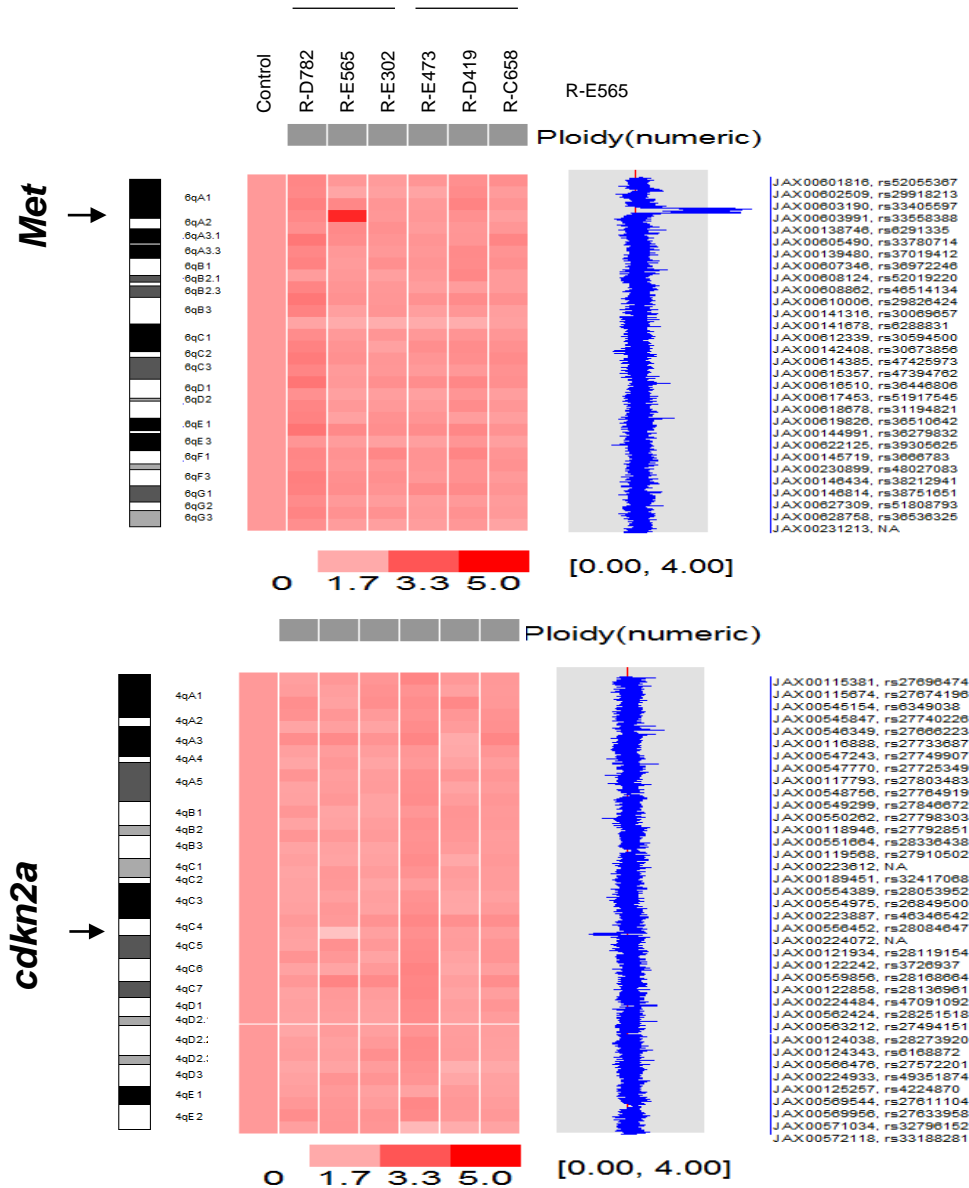 Control
R-D782
R-E565
R-E302
R-E473
R-D419
R-C658
R-E565
Ploidy(numeric)
Met
6qA1
6qA2
6qA3.1
6qA3.3
6qB1
6qB2.1
6qB2.3
6qB3
6qC1
6qC2
6qC3
6qD1
6qD2
6qE1
6qE3
6qF1
6qF3
6qG1
6qG2
6qG3
JAX00601816, rs52055367
JAX00602509, rs29918213
JAX00603190, rs33405597
JAX00603991, rs33558388
JAX00138746, rs6291335
JAX00605490, rs33780714
JAX00139480, rs37019412
JAX00607346, rs36972246
JAX00608124, rs52019220
JAX00608862, rs46514134
JAX00610006, rs29826424
JAX00141316, rs30069657
JAX00141678, rs6288831
JAX00612339, rs30594500
JAX00142408, rs30673856
JAX00614385, rs47425973
JAX00615357, rs47394762
JAX00616510, rs36446806
JAX00617453, rs51917545
JAX00618678, rs31194821
JAX00619826, rs36510642
JAX00144991, rs36279832
JAX00622125, rs39305625
JAX00145719, rs3666783
JAX00230899, rs48027083
JAX00146434, rs38212941
JAX00146814, rs38751651
JAX00627309, rs51808793
JAX00628758, rs36536325
JAX00231213, NA
0 1.7 3.3 5.0
[0.00, 4.00]
Ploidy(numeric)
cdkn2a
4qA1
4qA2
4qA3
4qA4
4qA5
4qB1
4qB2
4qB3
4qC1
4qC2
4qC3
4qC4
4qC5
4qC6
4qC7
4qD1
4qD2.
4qD2.2
4qD2.3
4qD3
4qE1
4qE2
JAX00115381, rs27696474
JAX00115674, rs27674196
JAX00545154, rs6349038
JAX00545847, rs27740226
JAX00546349, rs27666223
JAX00116888, rs27733687
JAX00547243, rs27749907
JAX00547770, rs27725349
JAX00117793, rs27803483
JAX00548756, rs27764919
JAX00549299, rs27846672
JAX00550262, rs27798303
JAX00118946, rs27792851
JAX00551664, rs28336438
JAX00119568, rs27910502
JAX00223612, NA
JAX00189451, rs32417068
JAX00554389, rs28053952
JAX00554975, rs26849500
JAX00223887, rs46346542
JAX00556452, rs28084647
JAX00224072, NA
JAX00121934, rs28119154
JAX00122242, rs3726937
JAX00559856, rs28168664
JAX00122858, rs28136961
JAX00224484, rs47091092
JAX00562424, rs28251518
JAX00563212, rs27494151
JAX00124038, rs28273920
JAX00124343, rs6168872
JAX00566476, rs27572201
JAX00224933, rs49351874
JAX00125257, rs4224870
JAX00569544, rs27611104
JAX00569956, rs27633958
JAX00571034, rs32796152
JAX00572118, rs33188281
0 1.7 3.3 5.0
[0.00, 4.00]